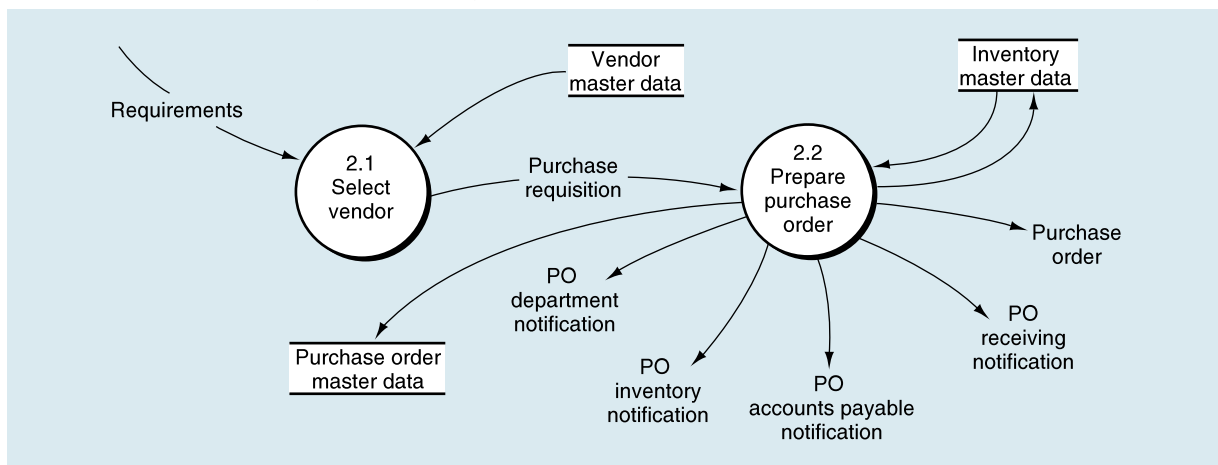 Requirements
Vendor
master data
Inventory
master data
2.1
Select
vendor
Purchase
requisition
2.2
Prepare
purchase
order
Purchase
order
PO
department
notification
PO
receiving
notification
Purchase order
master data
PO
inventory
notification
PO
accounts payable
notification